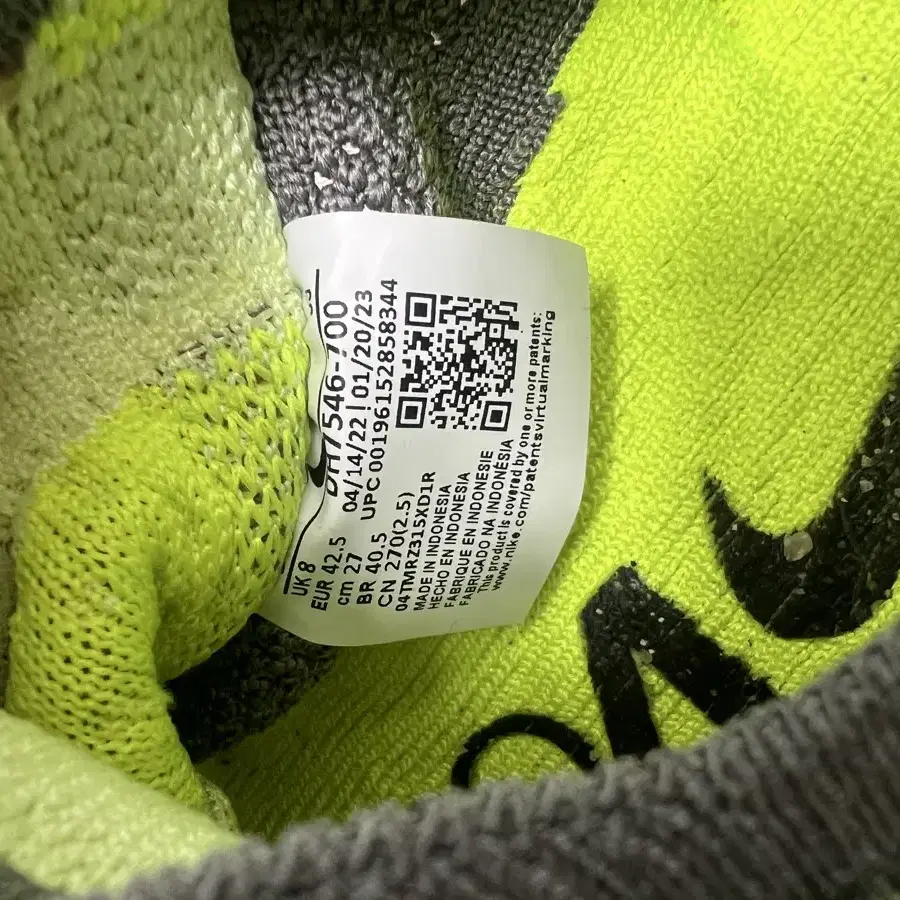 DH7546-700
04/14/22 | 01/20/23
UPC 00196152858344
UK 8
EUR 42.5
cm 27
BR 40.5
CN 270(2.5)
04TMRZ315XD1R
MADE IN INDONESIA
HECHO EN INDONESIA
FABRIQUE EN INDONESIE
FABRICADO NA INDONÉSIA
This product is covered by one or more patents:
www.nike.com/patentsvirtualmarking